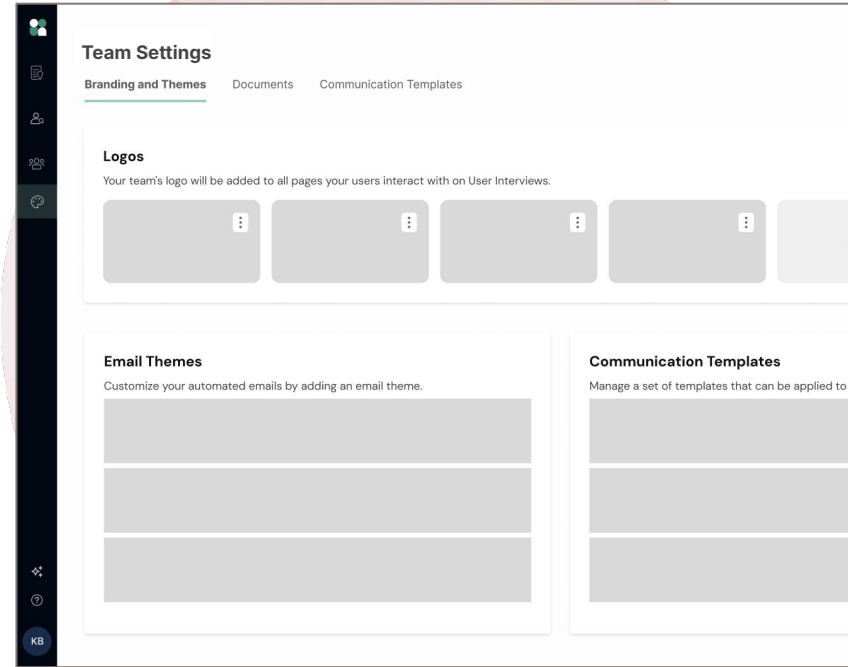 Team Settings
Branding and Themes Documents Communication Templates
Logos
Your team's logo will be added to all pages your users interact with on User Interviews.
Email Themes
Customize your automated emails by adding an email theme.
Communication Templates
Manage a set of templates that can be applied to
KB